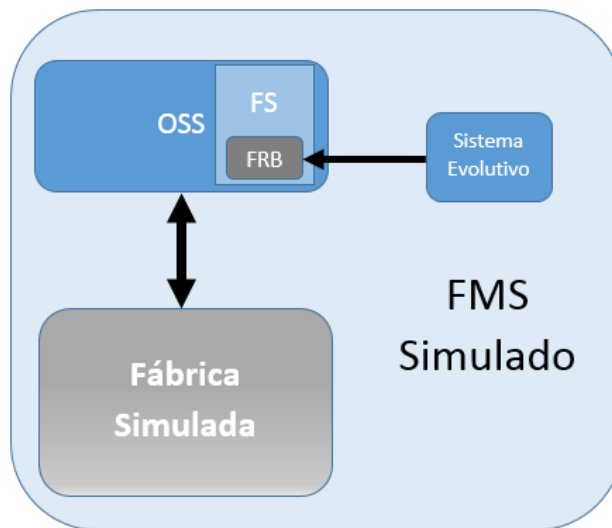 FS
OSS
FRB
Sistema
Evolutivo
FMS
Simulado
Fábrica
Simulada